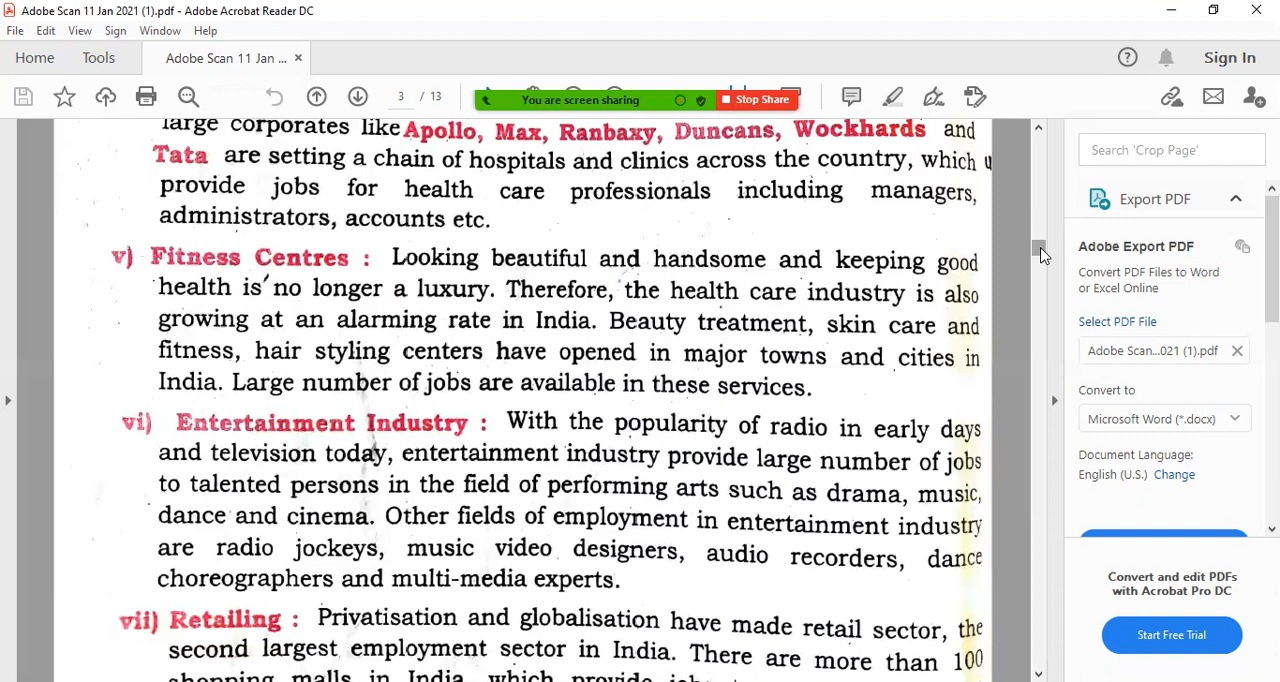 Adobe Scan 11 Jan 2021 (1).pdf - Adobe Acrobat Reader DC
File Edit View Sign Window Help
Home Tools Adobe Scan 11 Jan ... × Sign In
3 / 13 You are screen sharing Stop Share
large corporates like Apollo, Max, Ranbaxy, Duncans, Wockhards and
Tata are setting a chain of hospitals and clinics across the country, which
provide jobs for health care professionals including managers,
administrators, accounts etc.
v) Fitness Centres : Looking beautiful and handsome and keeping good
health is no longer a luxury. Therefore, the health care industry is also
growing at an alarming rate in India. Beauty treatment, skin care and
fitness, hair styling centers have opened in major towns and cities in
India. Large number of jobs are available in these services.
vi) Entertainment Industry : With the popularity of radio in early days
and television today, entertainment industry provide large number of jobs
to talented persons in the field of performing arts such as drama, music,
dance and cinema. Other fields of employment in entertainment industry
are radio jockeys, music video designers, audio recorders, dance
choreographers and multi-media experts.
vii) Retailing : Privatisation and globalisation have made retail sector, the
second largest employment sector in India. There are more than 100
shopping malls in India, which provide
Search 'Crop Page'
Export PDF
Adobe Export PDF
Convert PDF Files to Word
or Excel Online
Select PDF File
Adobe Scan...021 (1).pdf
Convert to
Microsoft Word (*.docx)
Document Language:
English (U.S.) Change
Convert and edit PDFs
with Acrobat Pro DC
Start Free Trial